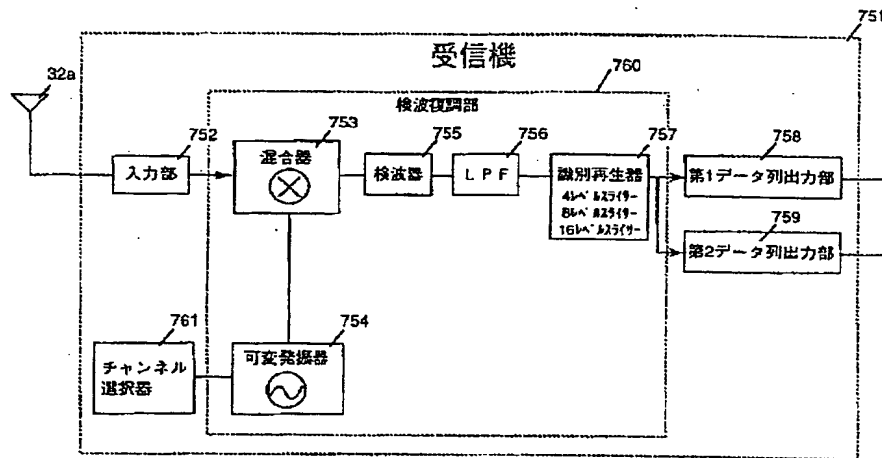 751
受信機
32a
760
検波復調部
752
753
755
756
757
758
入力部
混合器
検波器
LPF
識別再生器
4レベルスライサー
8レベルスライサー
16レベルスライサー
第1データ列出力部
759
第2データ列出力部
761
754
チャンネル
選択器
可変発振器